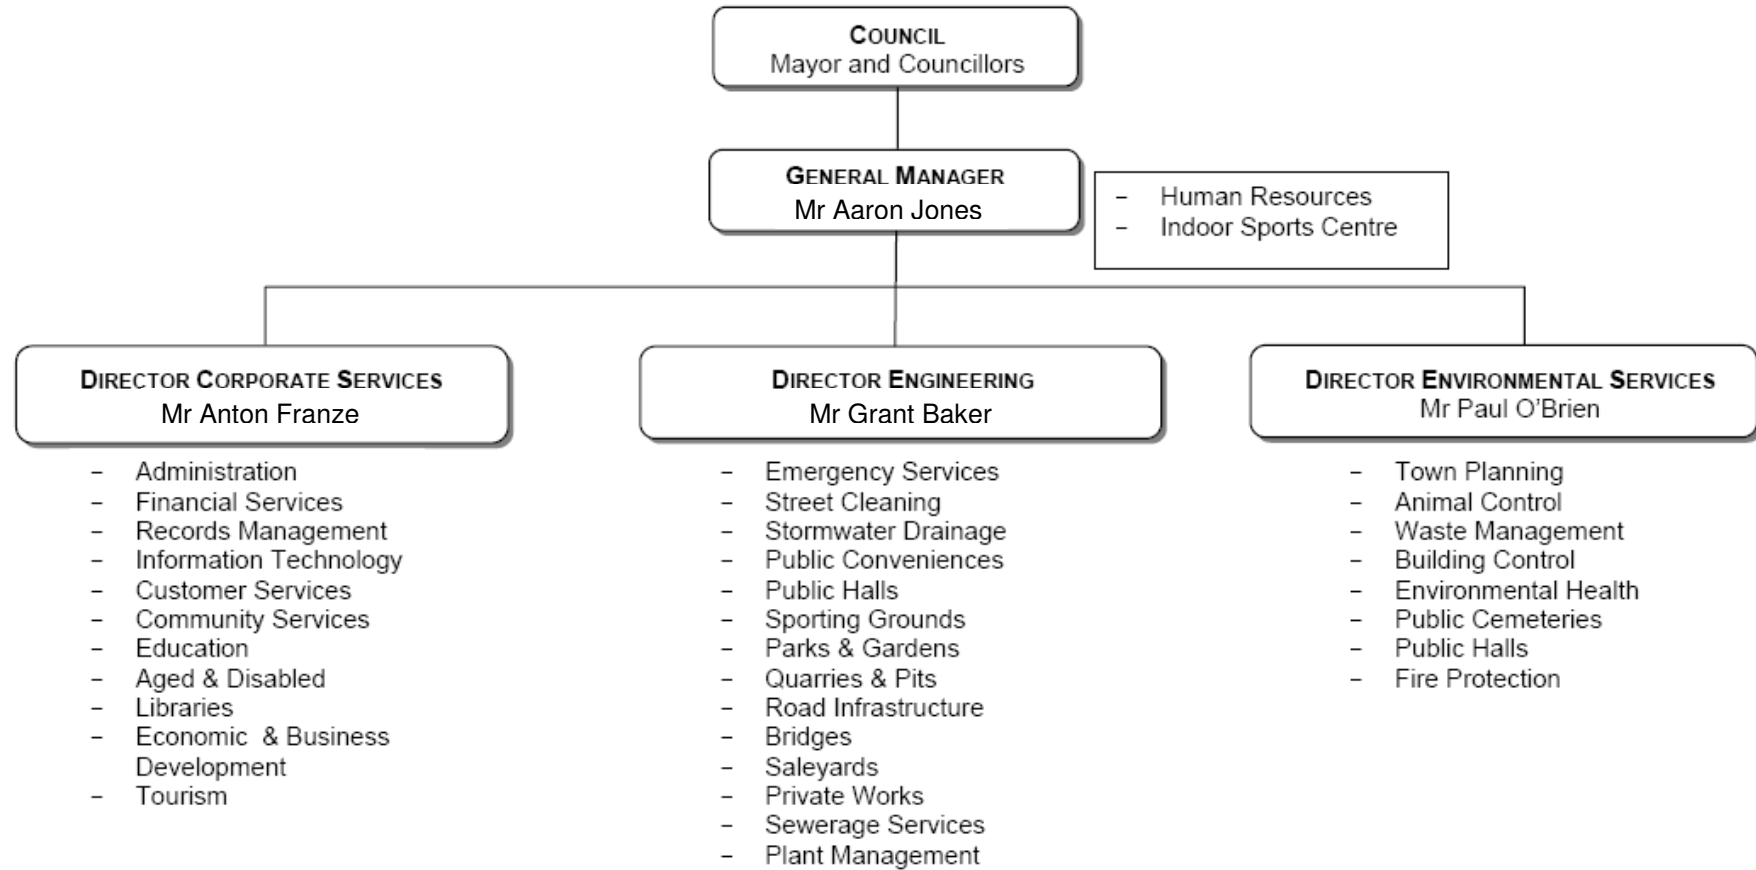 COUNCIL
Mayor and Councillors
GENERAL MANAGER
Mr Aaron Jones
- Human Resources
- Indoor Sports Centre
DIRECTOR CORPORATE SERVICES
Mr Anton Franze
- Administration
- Financial Services
- Records Management
- Information Technology
- Customer Services
- Community Services
- Education
- Aged & Disabled
- Libraries
- Economic & Business
Development
- Tourism
DIRECTOR ENGINEERING
Mr Grant Baker
- Emergency Services
- Street Cleaning
- Stormwater Drainage
- Public Conveniences
- Public Halls
- Sporting Grounds
- Parks & Gardens
- Quarries & Pits
- Road Infrastructure
- Bridges
- Saleyards
- Private Works
- Sewerage Services
- Plant Management
DIRECTOR ENVIRONMENTAL SERVICES
Mr Paul O’Brien
- Town Planning
- Animal Control
- Waste Management
- Building Control
- Environmental Health
- Public Cemeteries
- Public Halls
- Fire Protection